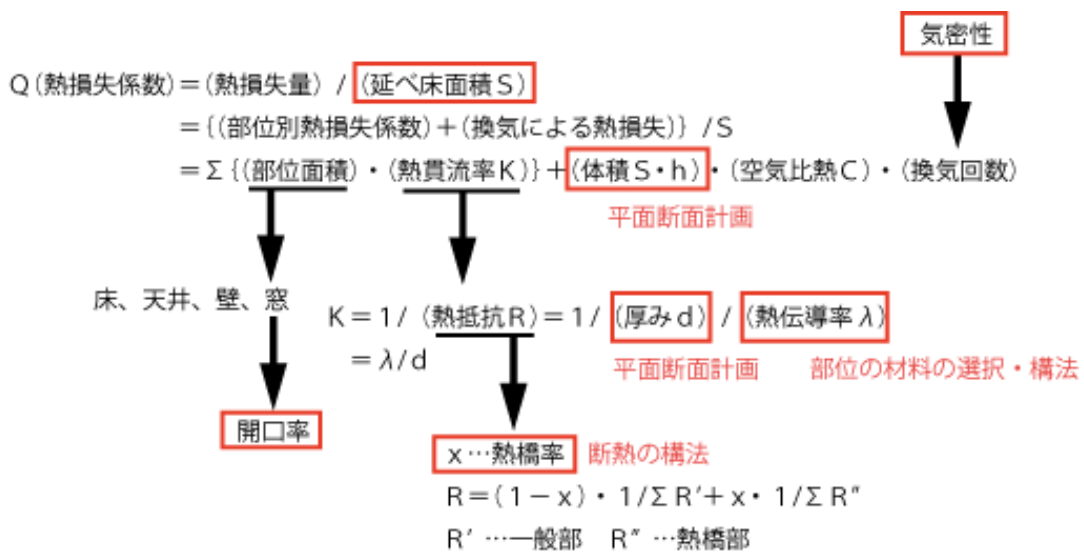 気密性
Q(熱損失係数)=(熱損失量) / (延べ床面積S)
={(部位別熱損失係数)+(換気による熱損失)} /S
=Σ{(部位面積)・(熱貫流率K)}+(体積S・h)・(空気比熱C)・(換気回数)
平面断面計画
床、天井、壁、窓
K=1/ (熱抵抗R)=1/ (厚みd) / (熱伝導率λ)
=λ/d
平面断面計画 部位の材料の選択・構法
開口率
x…熱橋率 断熱の構法
R=(1-x)・1/ΣR′+x・1/ΣR″
R′…一般部 R″…熱橋部